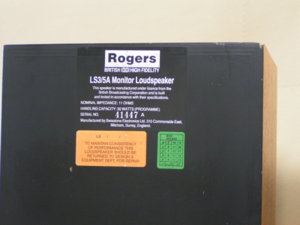 Rogers
BRITISH HIGH FIDELITY
LS3/5A Monitor Loudspeaker
This speaker is manufactured under licence from the
British Broadcasting Corporation and is built
and tested in accordance with their specifications.
NOMINAL IMPEDANCE: 11 OHMS
HANDLING CAPACITY: 30 WATTS (PROGRAMME)
SERIAL NO. 41447 A
Manufactured by Swisstone Electronics Ltd. 310 Commonside East,
Mitcham, Surrey, England.
LS / /
TO MAINTAIN CONSISTENCY
OF PERFORMANCE THIS
LOUDSPEAKER SHOULD BE
RETURNED TO DESIGN &
EQUIPMENT DEPT. FOR REPAIR